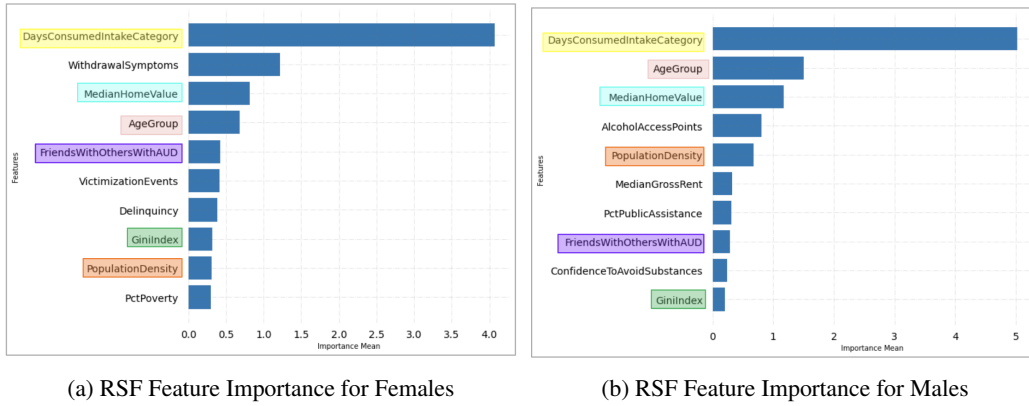 DaysConsumedIntakeCategory
WithdrawalSymptoms
MedianHomeValue
AgeGroup
FriendsWithOthersWithAUD
VictimizationEvents
Delinquincy
GiniIndex
PopulationDensity
PctPoverty
Features
0.0 0.5 1.0 1.5 2.0 2.5 3.0 3.5 4.0
Importance Mean
(a) RSF Feature Importance for Females
DaysConsumedIntakeCategory
AgeGroup
MedianHomeValue
AlcoholAccessPoints
PopulationDensity
MedianGrossRent
PctPublicAssistance
FriendsWithOthersWithAUD
ConfidenceToAvoidSubstances
GiniIndex
Features
0 1 2 3 4 5
Importance Mean
(b) RSF Feature Importance for Males